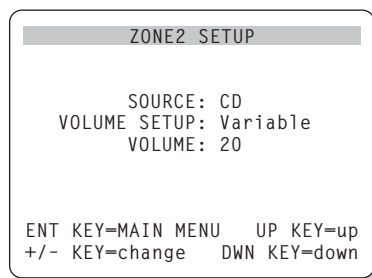 ZONE2 SETUP
SOURCE: CD
VOLUME SETUP: Variable
VOLUME: 20
ENT KEY=MAIN MENU UP KEY=up
+/- KEY=change DWN KEY=down